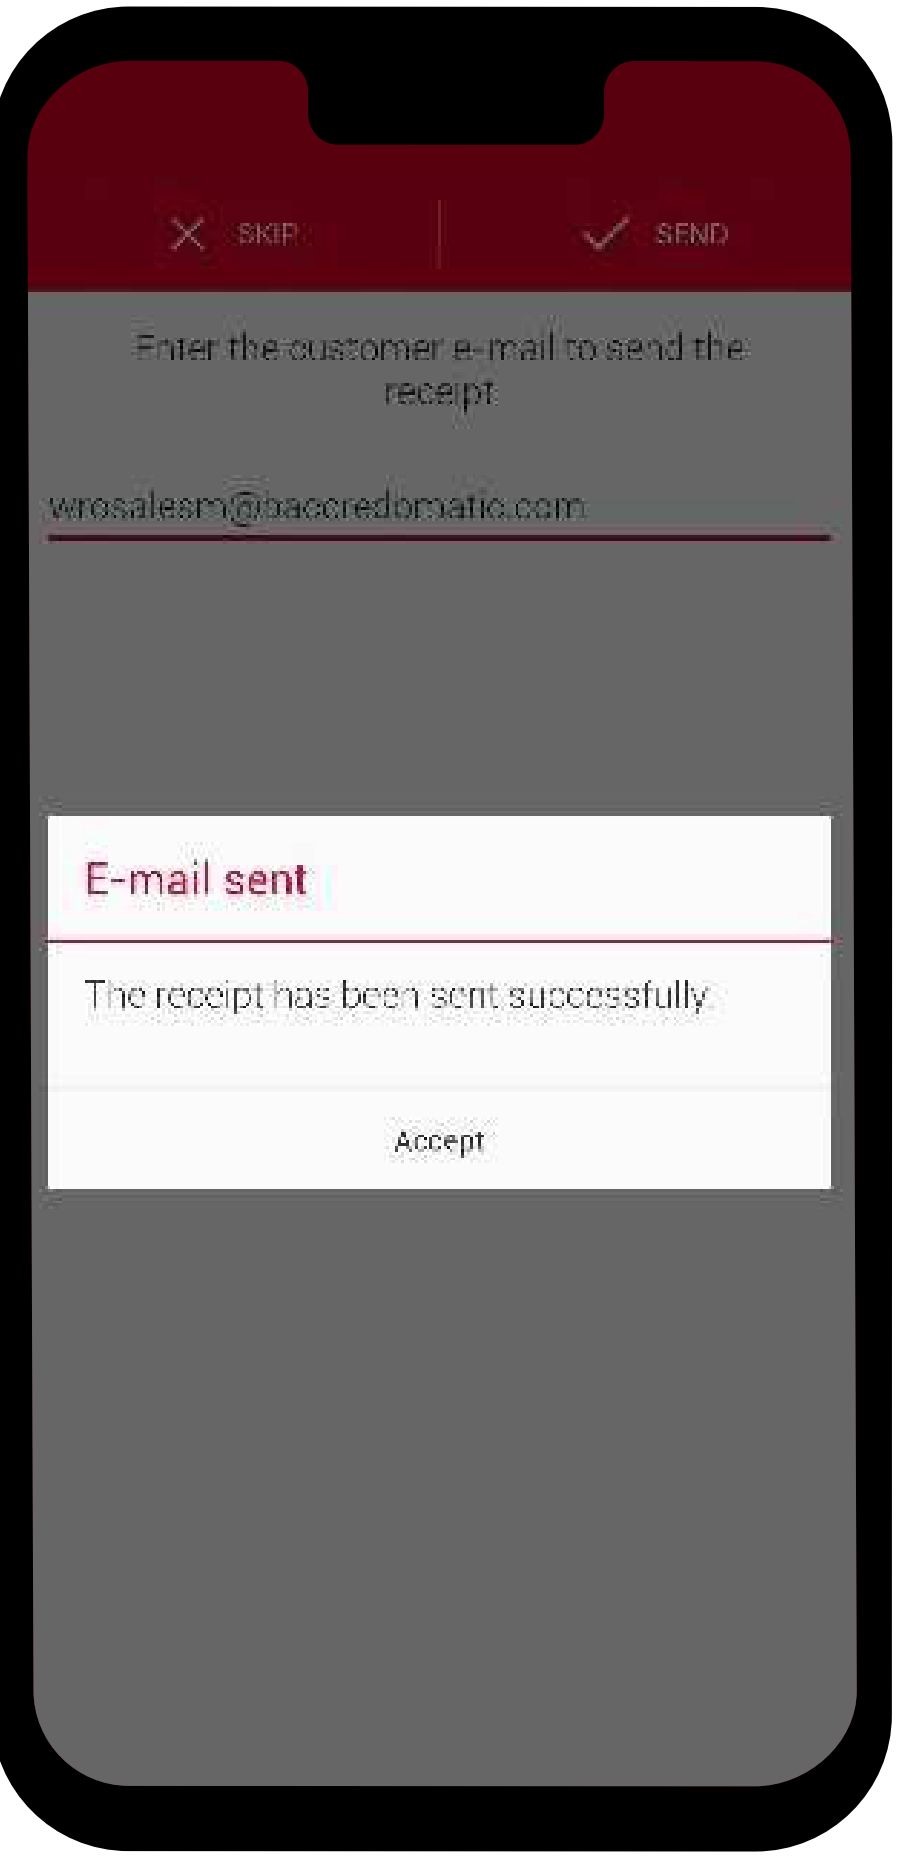 SKIP
SEND
Enter the customer e-mail to send the
receipt
wrosalesm@baccredomatic.com
E-mail sent
The receipt has been sent successfully
Accept